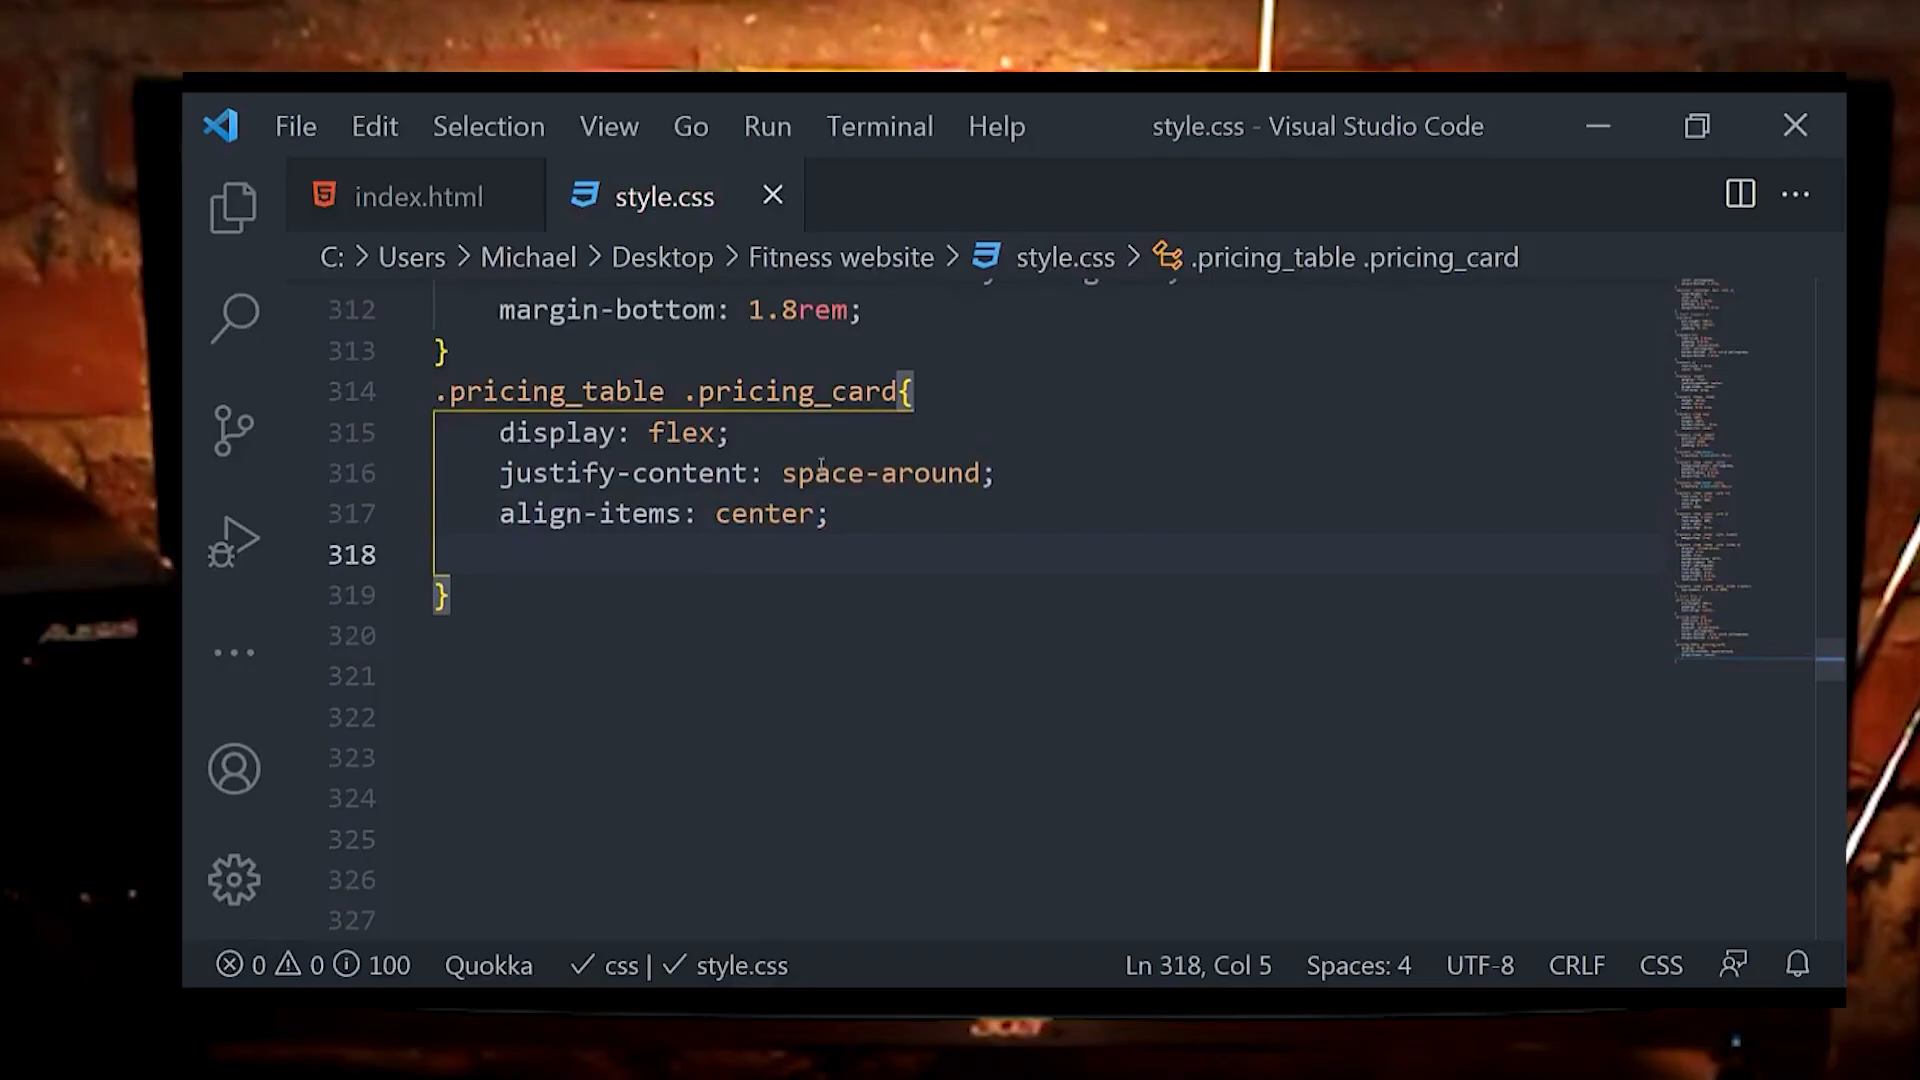 File Edit Selection View Go Run Terminal Help style.css - Visual Studio Code
index.html style.css
C: > Users > Michael > Desktop > Fitness website > style.css > .pricing_table .pricing_card
312 margin-bottom: 1.8rem;
313 }
314 .pricing_table .pricing_card{
315 display: flex;
316 justify-content: space-around;
317 align-items: center;
318
319 }
320
321
322
323
324
325
326
327
0 0 100 Quokka css | style.css Ln 318, Col 5 Spaces: 4 UTF-8 CRLF CSS
acer